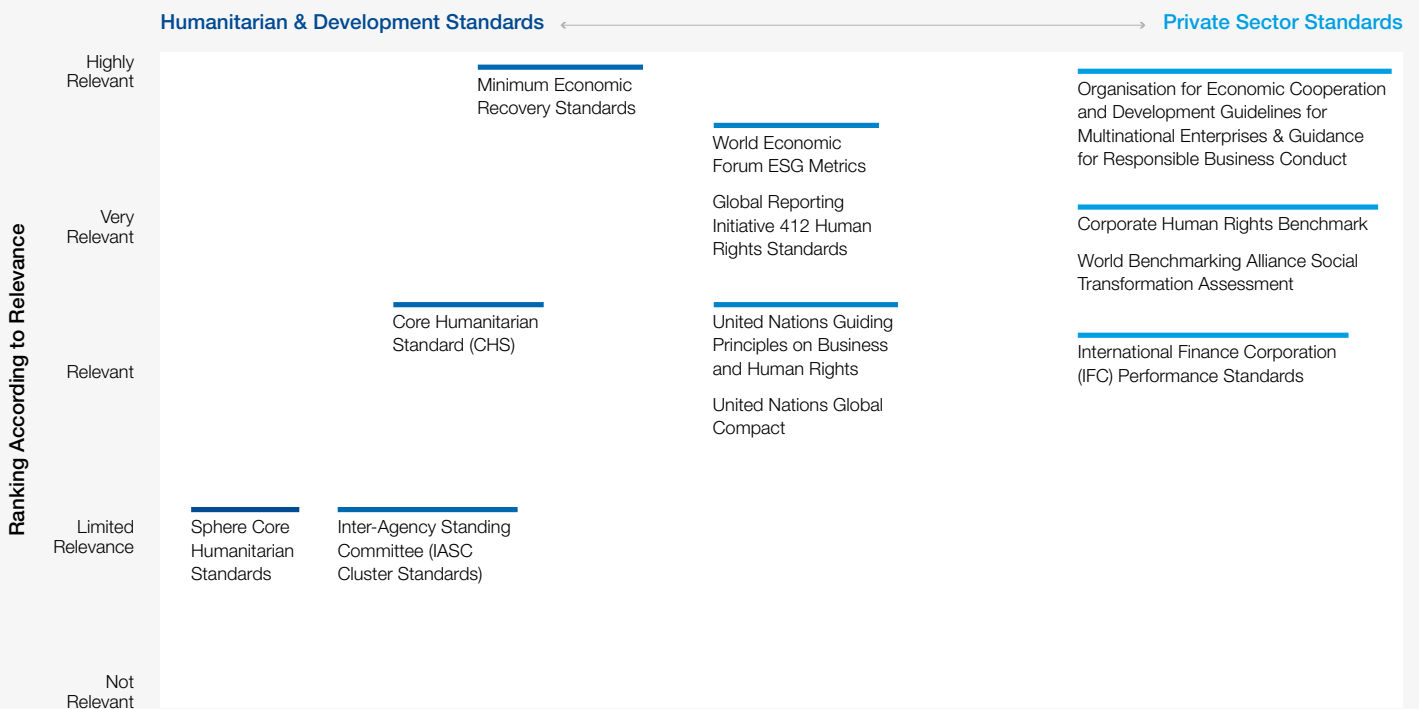 Humanitarian & Development Standards
Private Sector Standards
Ranking According to Relevance
Highly
Relevant
Very
Relevant
Relevant
Limited
Relevance
Not
Relevant
Minimum Economic
Recovery Standards
World Economic
Forum ESG Metrics
Global Reporting
Initiative 412 Human
Rights Standards
Organisation for Economic Cooperation
and Development Guidelines for
Multinational Enterprises & Guidance
for Responsible Business Conduct
Corporate Human Rights Benchmark
World Benchmarking Alliance Social
Transformation Assessment
Core Humanitarian
Standard (CHS)
United Nations Guiding
Principles on Business
and Human Rights
United Nations Global
Compact
International Finance Corporation
(IFC) Performance Standards
Sphere Core
Humanitarian
Standards
Inter-Agency Standing
Committee (IASC
Cluster Standards)